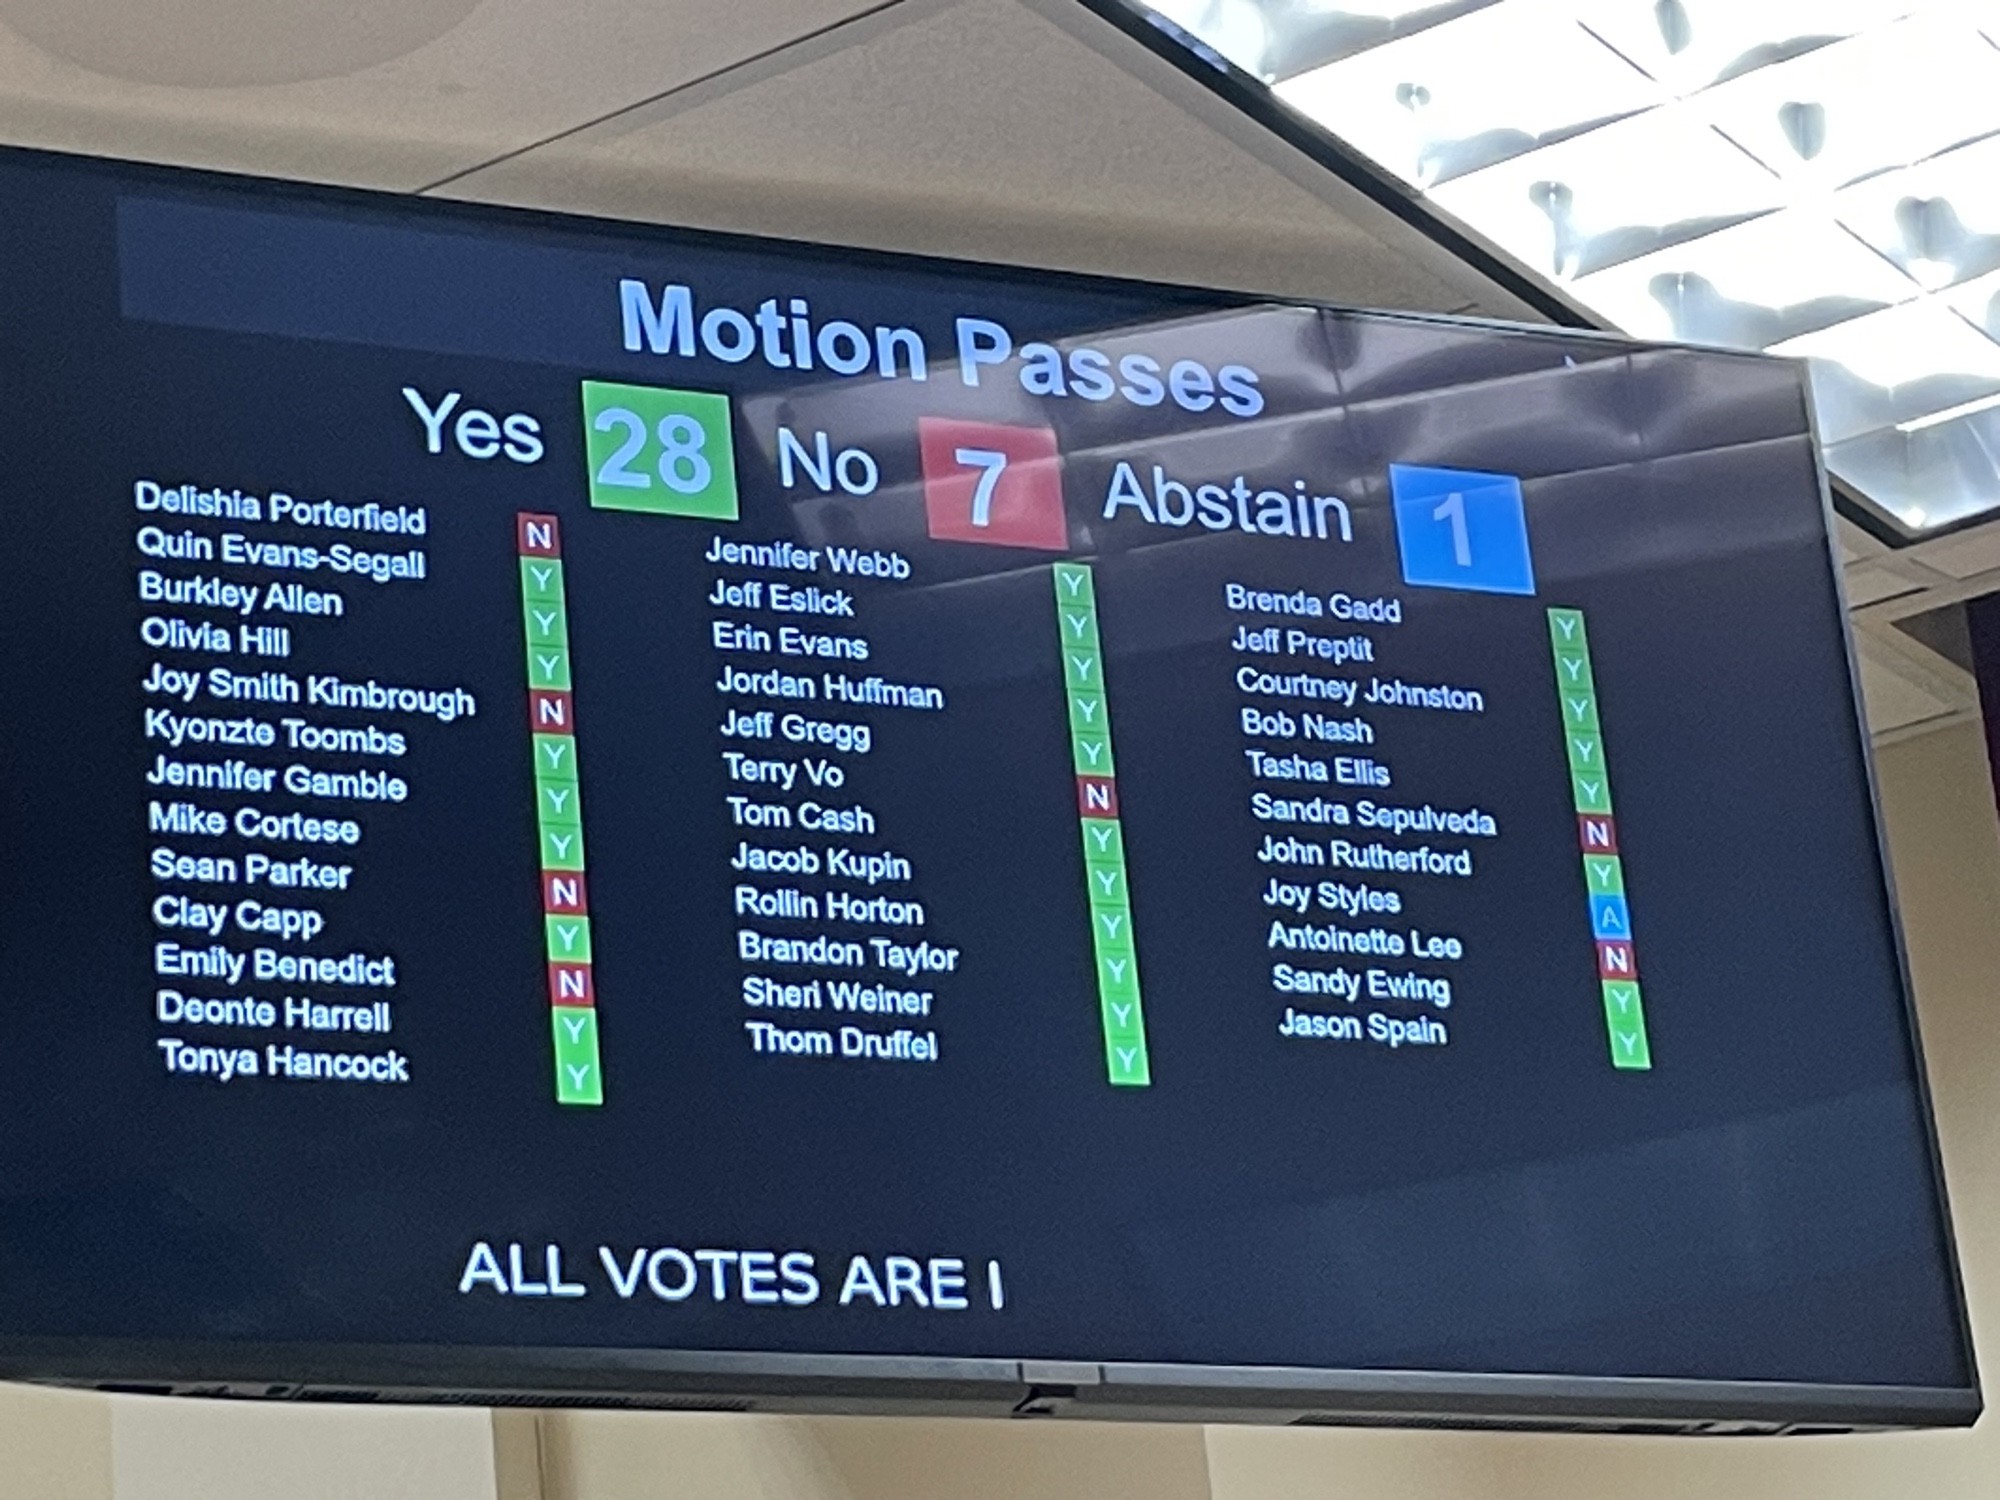 Motion Passes
Yes 28 No 7 Abstain 1
Delishia Porterfield N
Quin Evans-Segall Y
Burkley Allen Y
Olivia Hill Y
Joy Smith Kimbrough N
Kyonzte Toombs Y
Jennifer Gamble Y
Mike Cortese Y
Sean Parker N
Clay Capp Y
Emily Benedict N
Deonte Harrell Y
Tonya Hancock Y
Jennifer Webb Y
Jeff Eslick Y
Erin Evans Y
Jordan Huffman Y
Jeff Gregg Y
Terry Vo N
Tom Cash Y
Jacob Kupin Y
Rollin Horton Y
Brandon Taylor Y
Sheri Weiner Y
Thom Druffel Y
Brenda Gadd Y
Jeff Preptit Y
Courtney Johnston Y
Bob Nash Y
Tasha Ellis Y
Sandra Sepulveda N
John Rutherford Y
Joy Styles A
Antoinette Lee N
Sandy Ewing Y
Jason Spain Y
ALL VOTES ARE I